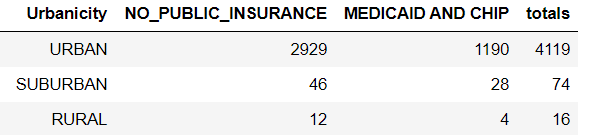 Urbanicity NO_PUBLIC_INSURANCE MEDICAID AND CHIP totals
URBAN 2929 1190 4119
SUBURBAN 46 28 74
RURAL 12 4 16